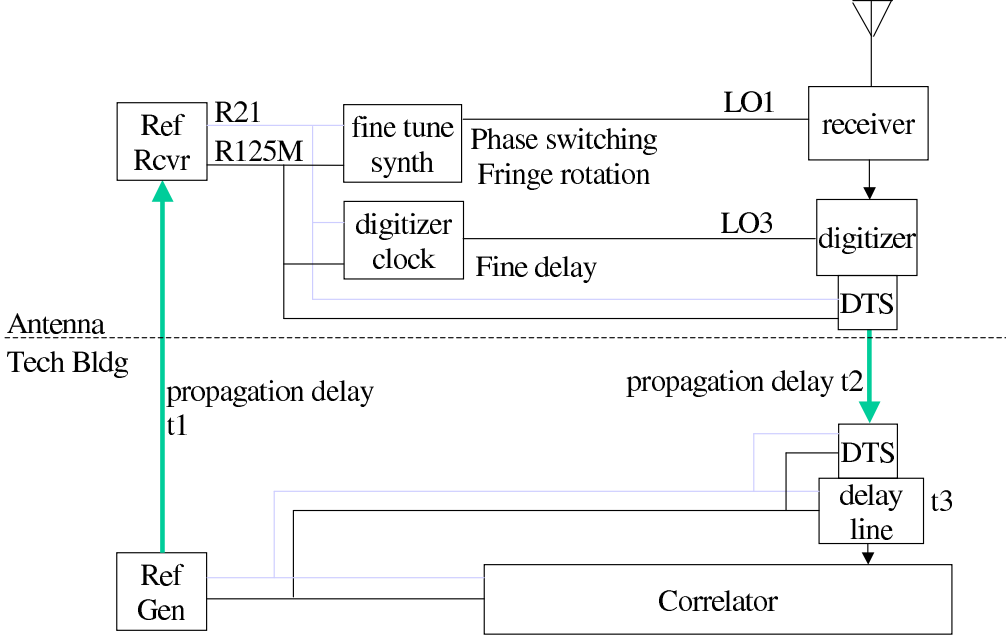 R21
LO1
Ref
Rcvr
fine tune
synth
receiver
R125M
Phase switching
Fringe rotation
digitizer
clock
LO3
digitizer
Fine delay
DTS
Antenna
Tech Bldg
propagation delay
t1
propagation delay t2
DTS
delay
line
t3
Ref
Gen
Correlator